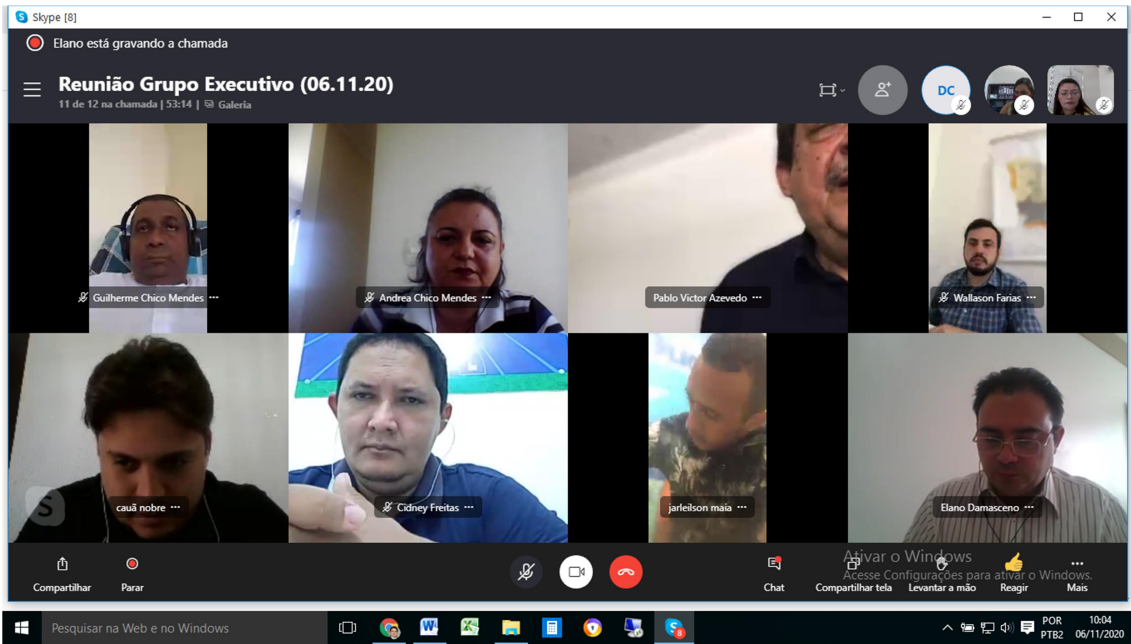 Skype [8]
Elano está gravando a chamada
Reunião Grupo Executivo (06.11.20)
11 de 12 na chamada | 53:14 | Galeria
DC
Guilherme Chico Mendes
Andrea Chico Mendes
Pablo Victor Azevedo
Wallason Farias
cauã nobre
Cidney Freitas
jarleilson maia
Elano Damasceno
Ativar o Windows
Acesse Configurações para ativar o Windows.
Compartilhar
Parar
Chat
Compartilhar tela
Levantar a mão
Reagir
Mais
Pesquisar na Web e no Windows
8
POR
PTB2
10:04
06/11/2020